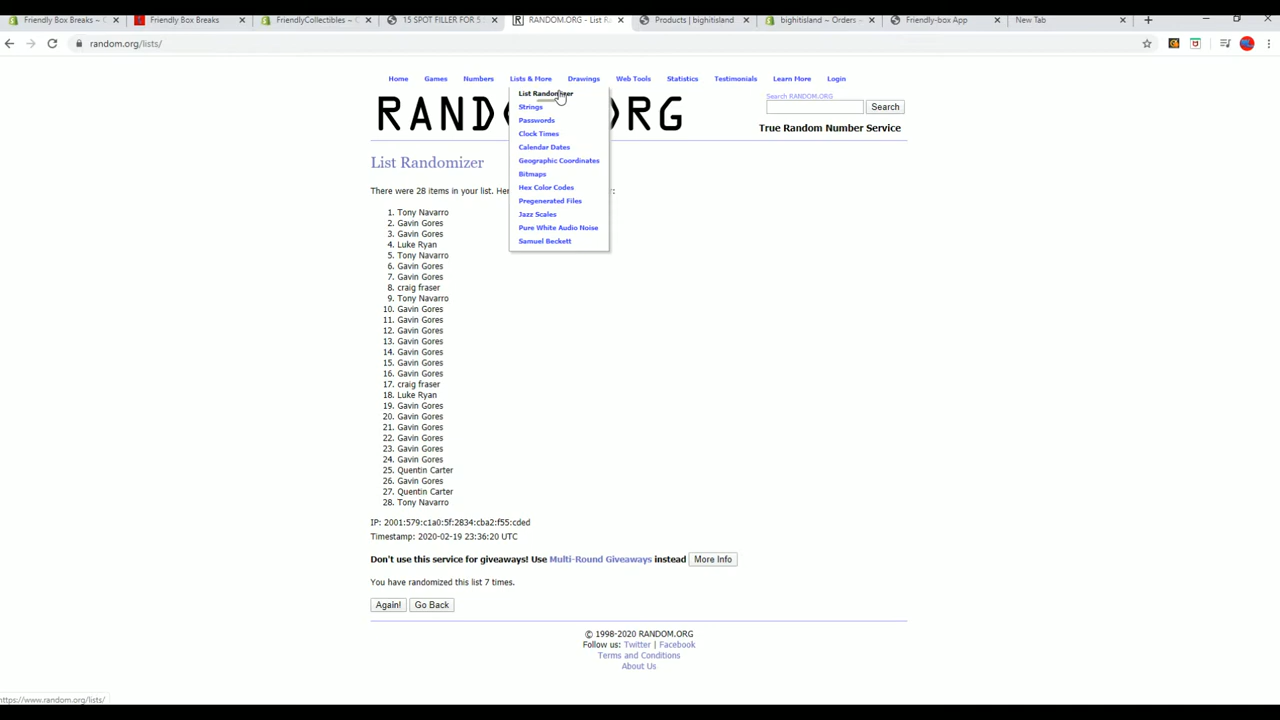 Friendly Box Breaks ~ C
Friendly Box Breaks
FriendlyCollectibles ~ C
15 SPOT FILLER FOR 5
RANDOM.ORG - List R
Products | bighitisland
bighitisland ~ Orders ~
Friendly-box App
New Tab
random.org/lists/
Home Games Numbers Lists & More Drawings Web Tools Statistics Testimonials Learn More Login
List Randomizer
Strings
Passwords
Clock Times
Calendar Dates
Geographic Coordinates
Bitmaps
Hex Color Codes
Pregenerated Files
Jazz Scales
Pure White Audio Noise
Samuel Beckett
Search RANDOM.ORG
Search
True Random Number Service
List Randomizer
There were 28 items in your list. Her
1. Tony Navarro
2. Gavin Gores
3. Gavin Gores
4. Luke Ryan
5. Tony Navarro
6. Gavin Gores
7. Gavin Gores
8. craig fraser
9. Tony Navarro
10. Gavin Gores
11. Gavin Gores
12. Gavin Gores
13. Gavin Gores
14. Gavin Gores
15. Gavin Gores
16. Gavin Gores
17. craig fraser
18. Luke Ryan
19. Gavin Gores
20. Gavin Gores
21. Gavin Gores
22. Gavin Gores
23. Gavin Gores
24. Gavin Gores
25. Quentin Carter
26. Gavin Gores
27. Quentin Carter
28. Tony Navarro
IP: 2001:579:c1a0:5f:2834:cba2:f55:cded
Timestamp: 2020-02-19 23:36:20 UTC
Don't use this service for giveaways! Use Multi-Round Giveaways instead More Info
You have randomized this list 7 times.
Again! Go Back
© 1998-2020 RANDOM.ORG
Follow us: Twitter | Facebook
Terms and Conditions
About Us
https://www.random.org/lists/